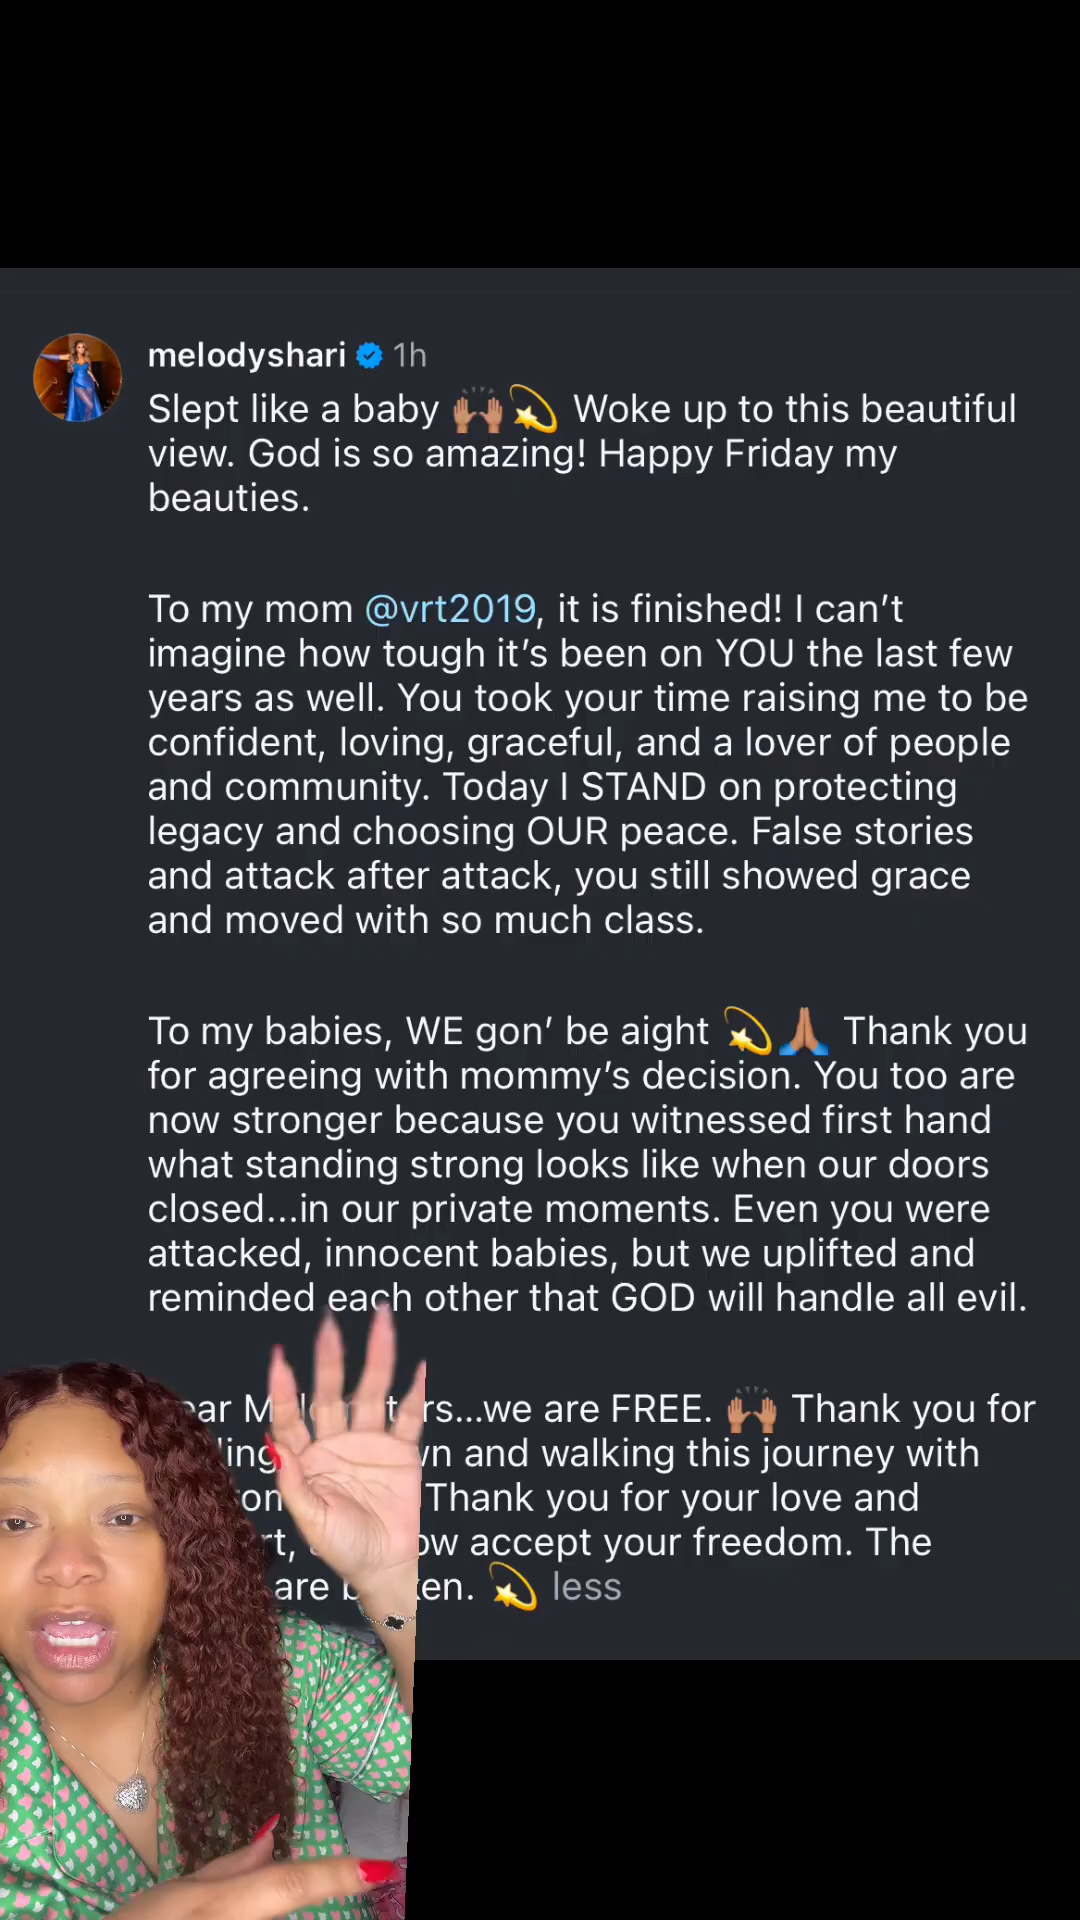 melodyshari 1h
Slept like a baby 🙌🏽💫 Woke up to this beautiful
view. God is so amazing! Happy Friday my
beauties.
To my mom @vrt2019, it is finished! I can’t
imagine how tough it’s been on YOU the last few
years as well. You took your time raising me to be
confident, loving, graceful, and a lover of people
and community. Today I STAND on protecting
legacy and choosing OUR peace. False stories
and attack after attack, you still showed grace
and moved with so much class.
To my babies, WE gon’ be aight 💫🙏🏽 Thank you
for agreeing with mommy’s decision. You too are
now stronger because you witnessed first hand
what standing strong looks like when our doors
closed...in our private moments. Even you were
attacked, innocent babies, but we uplifted and
reminded each other that GOD will handle all evil.
...we are FREE. 🙌🏽 Thank you for
and walking this journey with
Thank you for your love and
accept your freedom. The
are 💫 less